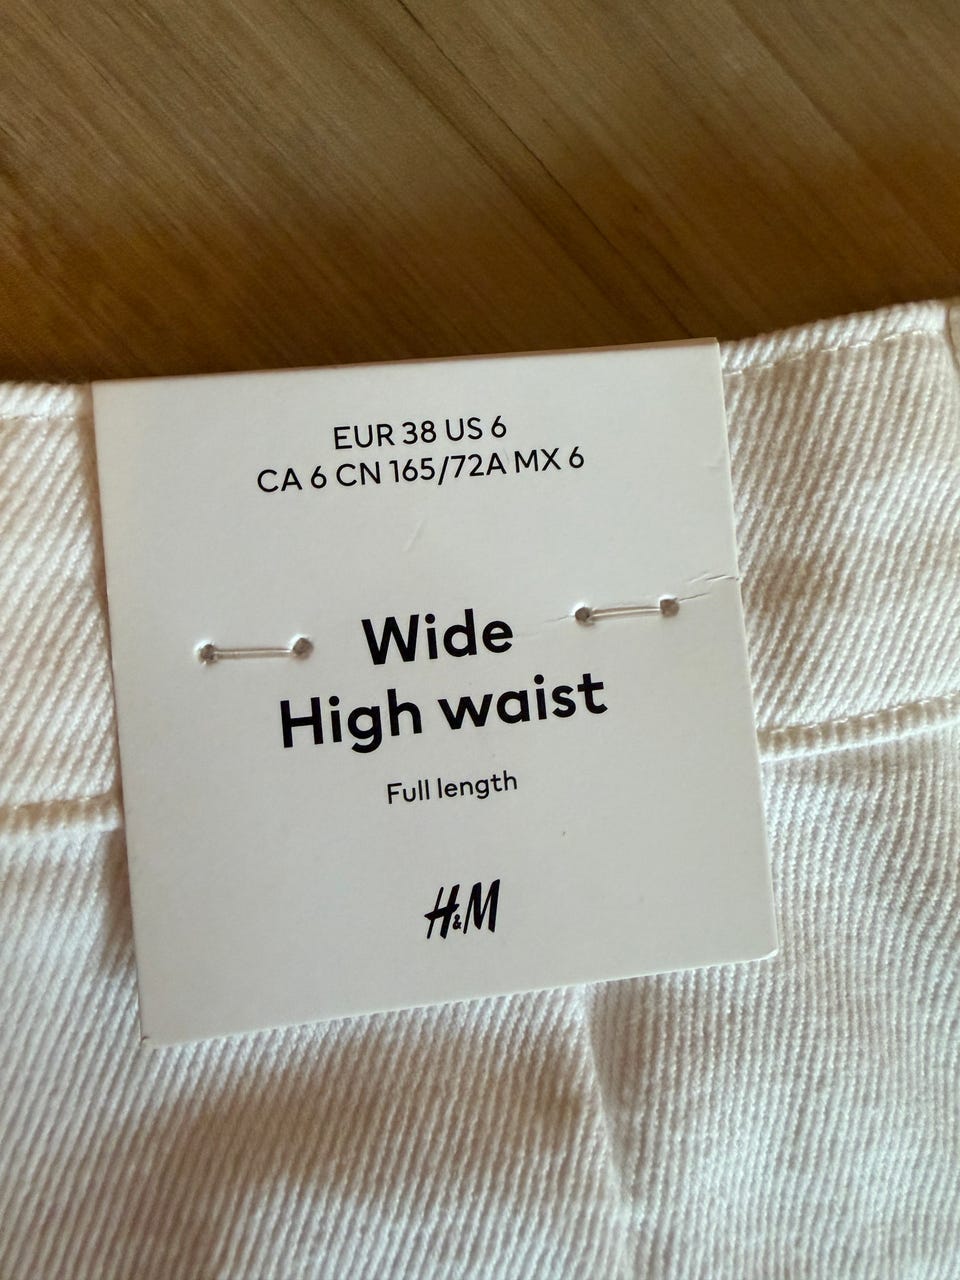 EUR 38 US 6
CA 6 CN 165/72A MX 6
Wide
High waist
Full length
H&M